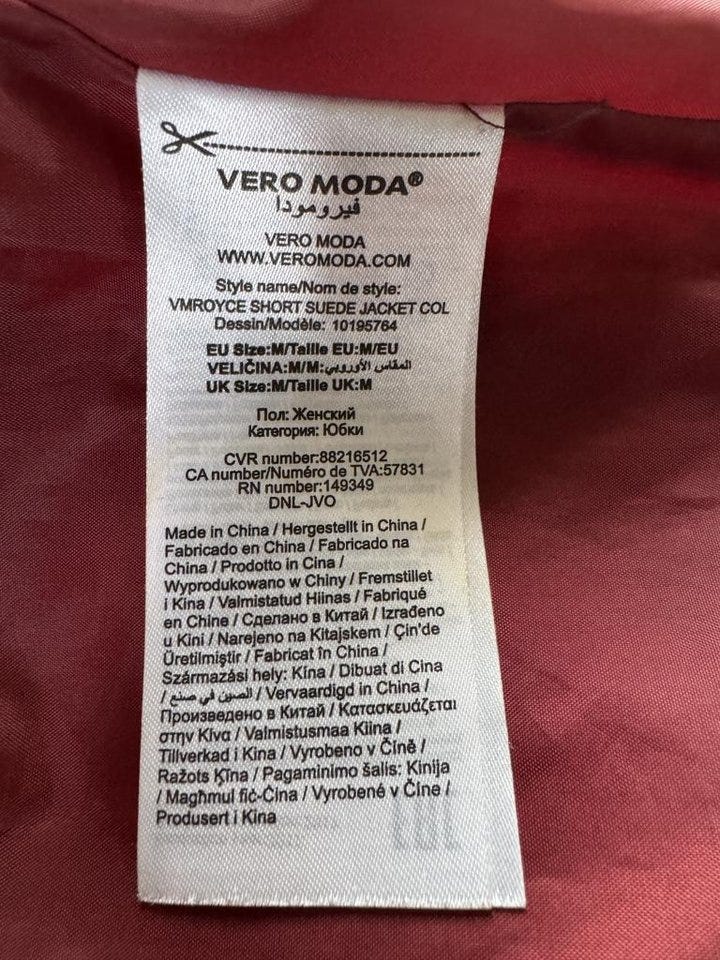 VERO MODA®
فيرومودا
VERO MODA
WWW.VEROMODA.COM
Style name/Nom de style:
VMROYCE SHORT SUEDE JACKET COL
Dessin/Modèle: 10195764
EU Size:M/Taille EU:M/EU
VELIČINA:M/M:المقاس الأوروبي
UK Size:M/Taille UK:M
Пол: Женский
Категория: Юбки
CVR number:88216512
CA number/Numéro de TVA:57831
RN number:149349
DNL-JVO
Made in China / Hergestellt in China /
Fabricado en China / Fabricado na
China / Prodotto in Cina /
Wyprodukowano w Chiny / Fremstillet
i Kina / Valmistatud Hiinas / Fabriqué
en Chine / Сделано в Китай / Izrađeno
u Kini / Narejeno na Kitajskem / Çin'de
Üretilmiştir / Fabricat în China /
Származási hely: Kína / Dibuat di Cina
/ الصين في صنع / Vervaardigd in China /
Произведено в Китай / Κατασκευάζεται
στην Κίνα / Valmistusmaa Kiina /
Tillverkad i Kina / Vyrobeno v Číně /
Ražots Ķīna / Pagaminimo šalis: Kinija
/ Magħmul fiċ-Ċina / Vyrobené v Číne /
Produsert i Kina